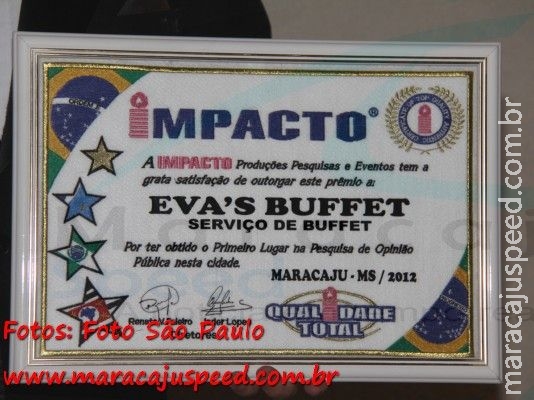 iMPACTO®
A IMPACTO Produções Pesquisas e Eventos tem a
grata satisfação de outorgar este prêmio a:
EVA'S BUFFET
SERVIÇO DE BUFFET
Por ter obtido o Primeiro Lugar na Pesquisa de Opinião
Pública nesta cidade.
MARACAJU - MS / 2012
QUALIDADE
TOTAL
Fotos: Foto São Paulo
www.maracajuspeed.com.br
www.maracajuspeed.com.br